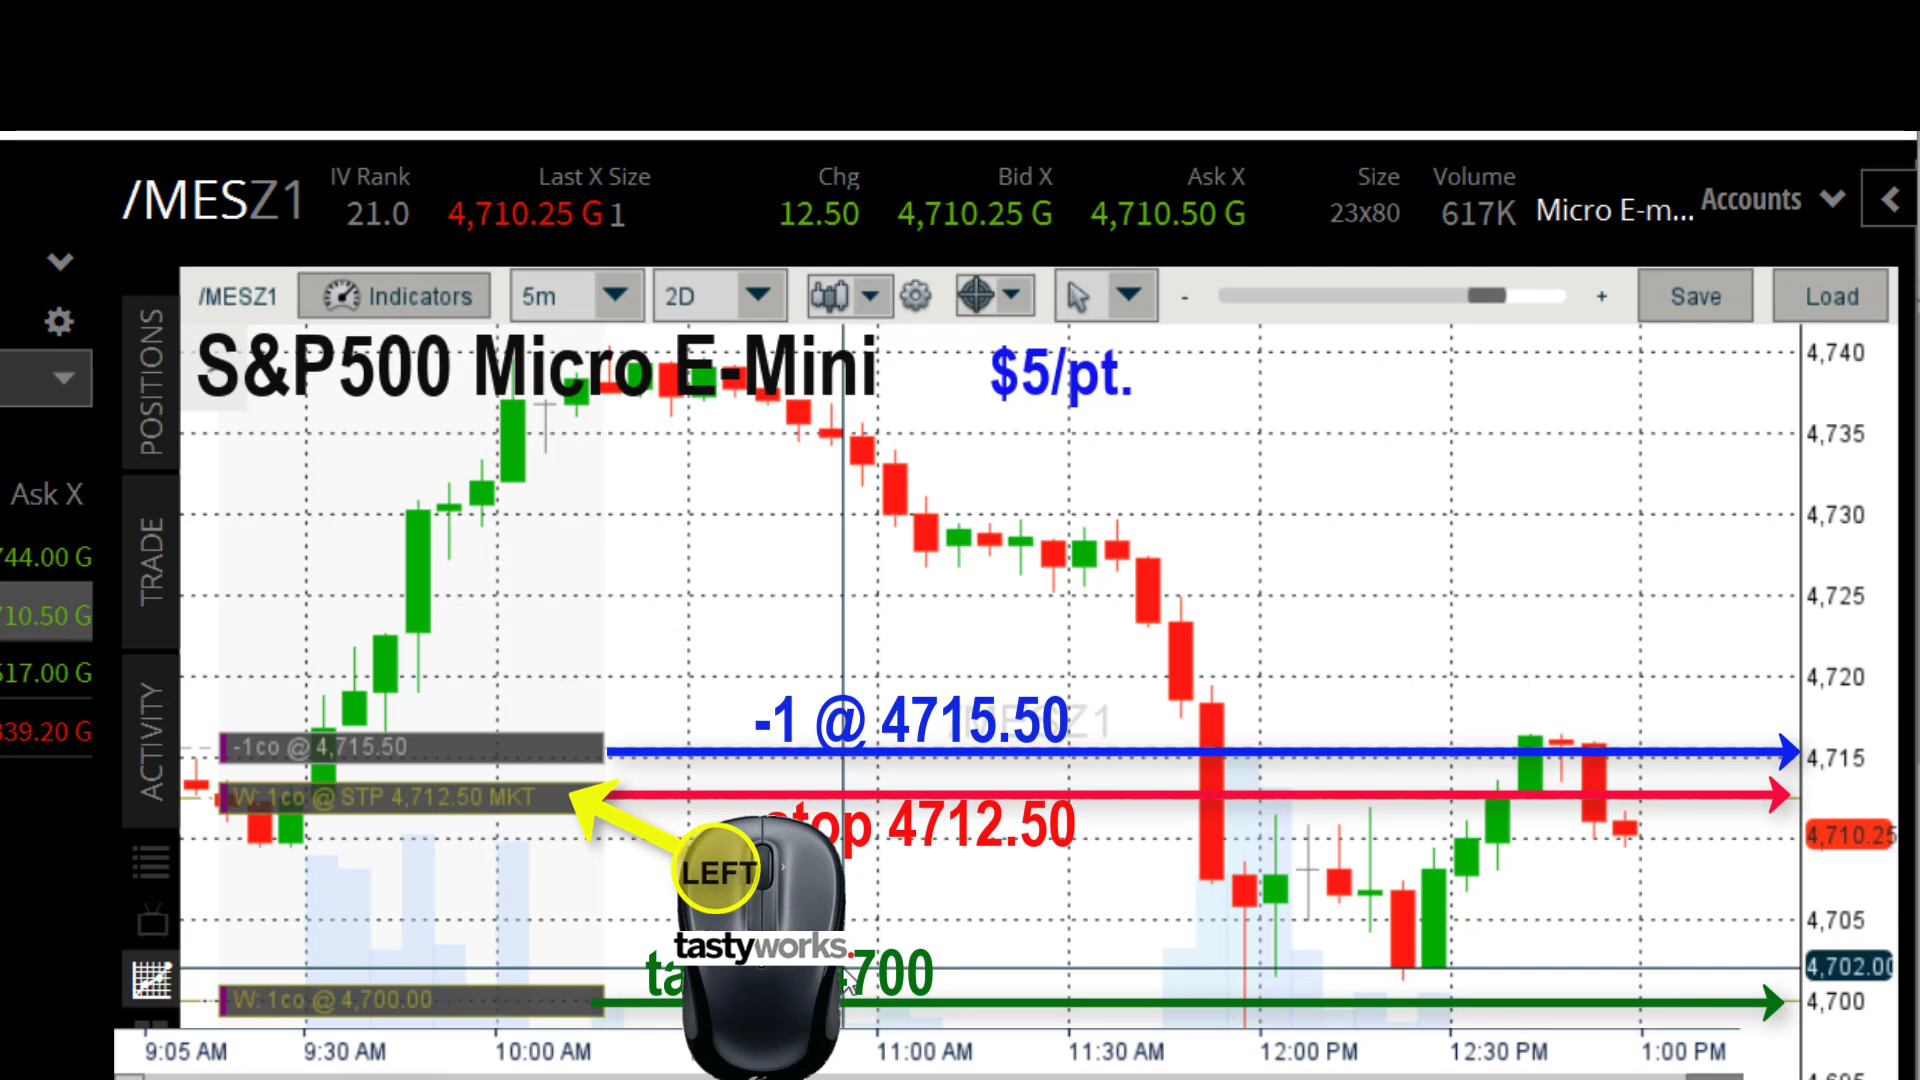 /MESZ1
IV Rank
21.0
Last X Size
4,710.25 G 1
Chg
12.50
Bid X
4,710.25 G
Ask X
4,710.50 G
Size
23x80
Volume
617K
Micro E-m...
Accounts
/MESZ1
Indicators
5m
2D
-
+
Save
Load
S&P500 Micro E-Mini
$5/pt.
POSITIONS
TRADE
ACTIVITY
Ask X
744.00 G
710.50 G
517.00 G
339.20 G
4,740
4,735
4,730
4,725
4,720
4,715
4,710.25
4,705
4,702.00
4,700
-1 @ 4715.50
-1co @ 4,715.50
W: 1co @ STP 4,712.50 MKT
stop 4712.50
LEFT
tastyworks.
W: 1co @ 4,700.00
9:05 AM
9:30 AM
10:00 AM
11:00 AM
11:30 AM
12:00 PM
12:30 PM
1:00 PM